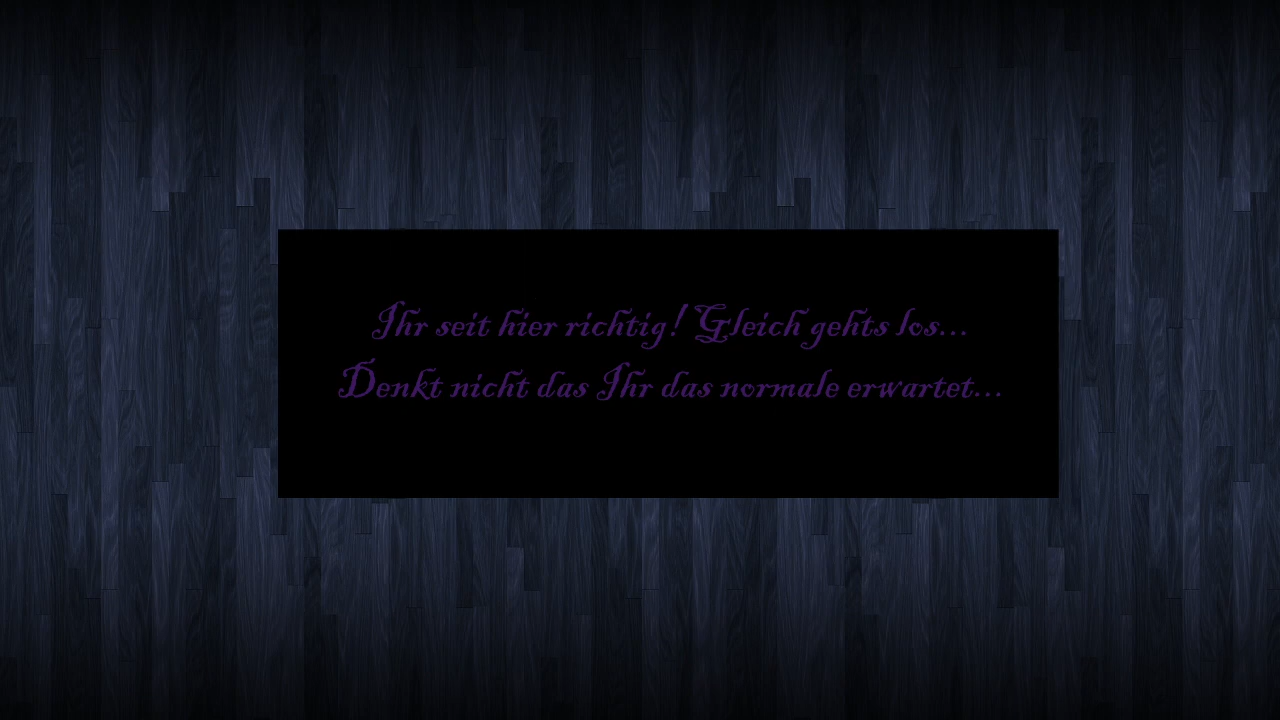 Ihr seit hier richtig! Gleich gehts los...
Denkt nicht das Ihr das normale erwartet...